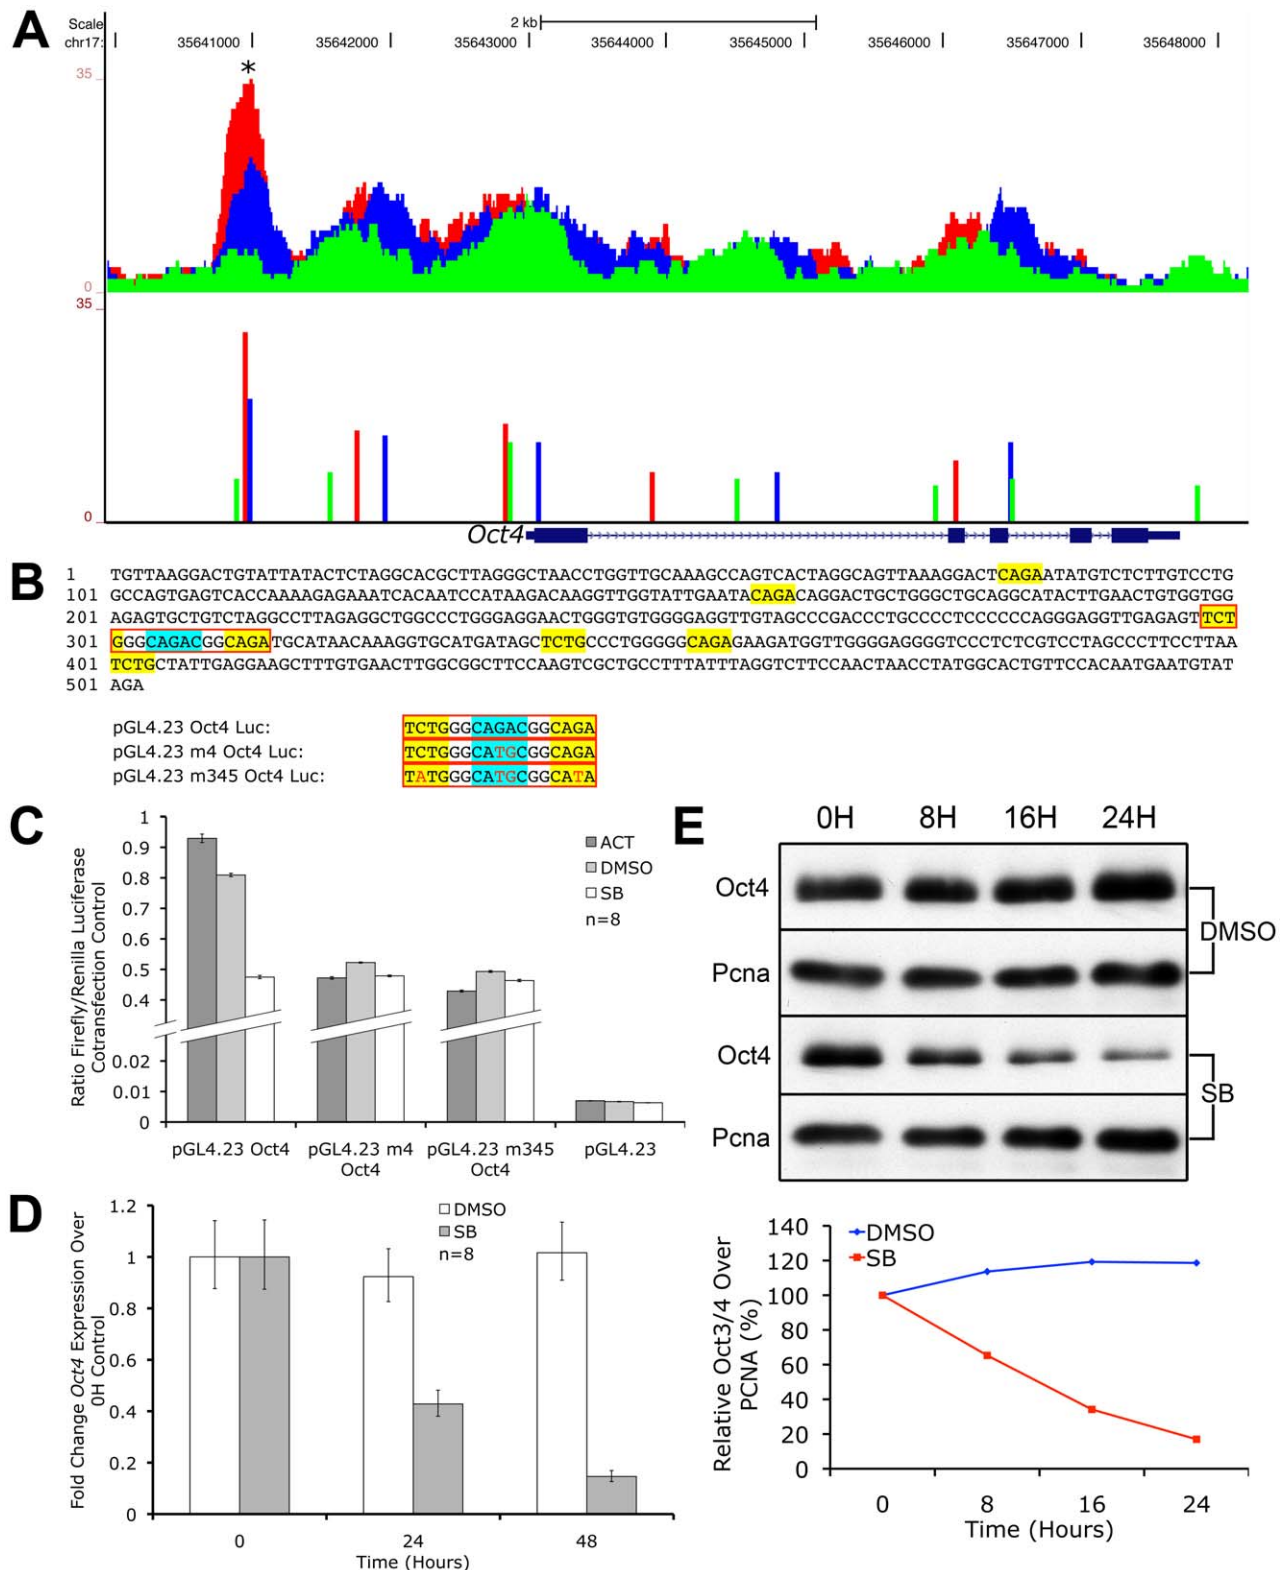 A
Scale
2 kb
chr17:
35641000
35642000
35643000
35644000
35645000
35646000
35647000
35648000
35
*
0
35
0
Oct4
B
1 TGTTAAGGACTGTATTATACTCTAGGCACGCTTAGGGCTAACCTGGTTGCAAAGCCAGTCACTAGGCAGTTAAAGGACTCAGAATATGTCTCTTGTCCTG
101 GCCAGTGAGTCACCAAAAGAGAAATCACAATCCATAAGACAAGGTTGGTATTGAATACAGACAGGACTGCTGGGCTGCAGGCATACTTGAACTGTGGTGG
201 AGAGTGCTGTCTAGGCCTTAGAGGCTGGCCCTGGGAGGAACTGGGTGTGGGGAGGTTGTAGCCCGACCCTGCCCCTCCCCCCAGGGAGGTTGAGAGTTCT
301 GGGCAGACGGCAGATGCATAACAAAGGTGCATGATAGCTCTGCCCTGGGGGCAGAGAAGATGGTTGGGGAGGGGTCCCTCTCGTCCTAGCCCTTCCTTAA
401 TCTGCTATTGAGGAAGCTTTGTGAACTTGGCGGCTTCCAAGTCGCTGCCTTTATTTAGGTCTTCCAACTAACCTATGGCACTGTTCCACAATGAATGTAT
501 AGA
pGL4.23 Oct4 Luc: TCTGGGCAGACGGCAGA
pGL4.23 m4 Oct4 Luc: TCTGGGCATGCGGCAGA
pGL4.23 m345 Oct4 Luc: TATGGGCATGCGGCATA
C
Ratio Firefly/Renilla Luciferase
Cotransfection Control
1
0.9
0.8
0.7
0.6
0.5
0.4
0.02
0.01
0
ACT
DMSO
SB
n=8
pGL4.23 Oct4
pGL4.23 m4
Oct4
pGL4.23 m345
Oct4
pGL4.23
D
Fold Change Oct4 Expression Over
0H Control
1.2
1
0.8
0.6
0.4
0.2
0
DMSO
SB
n=8
0
24
48
Time (Hours)
E
0H 8H 16H 24H
Oct4
Pcna
DMSO
Oct4
Pcna
SB
Relative Oct3/4 Over
PCNA (%)
140
120
100
80
60
40
20
0
DMSO
SB
0
8
16
24
Time (Hours)